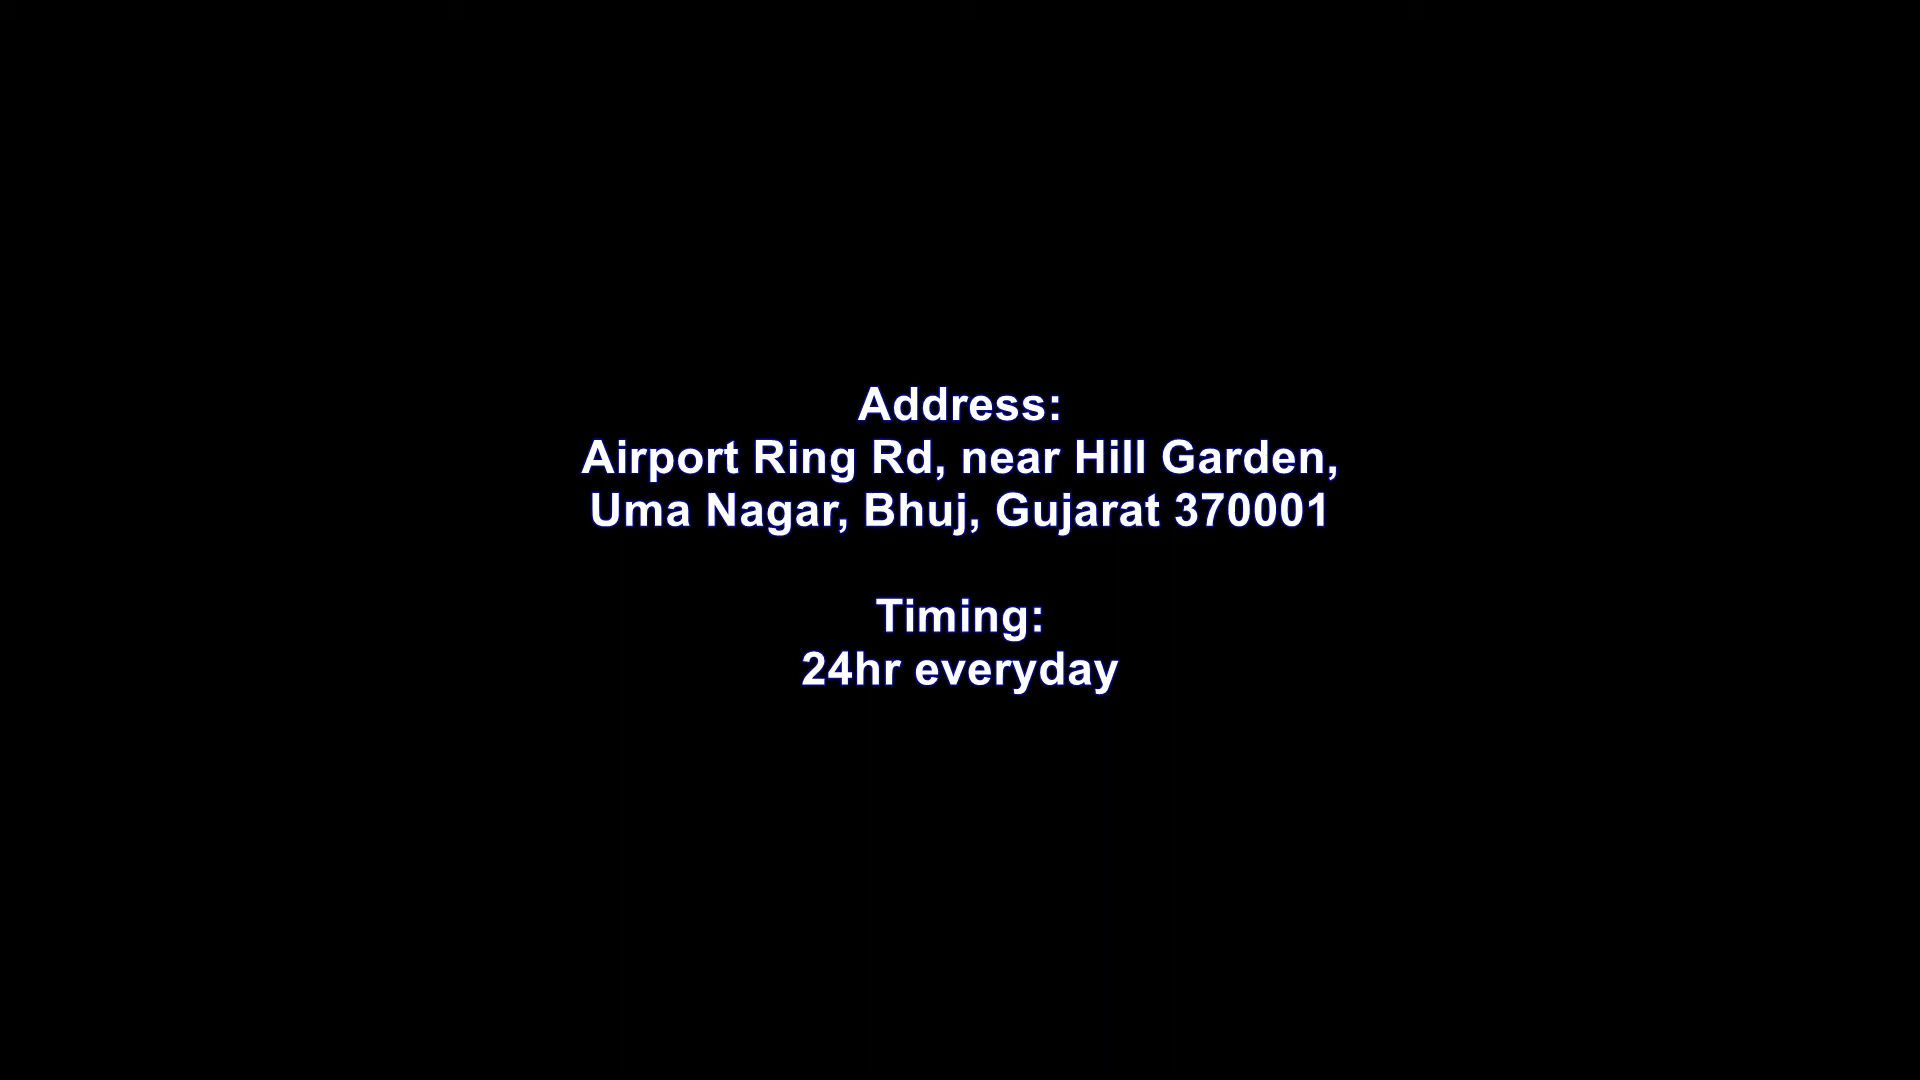 Address:
Airport Ring Rd, near Hill Garden,
Uma Nagar, Bhuj, Gujarat 370001
Timing:
24hr everyday